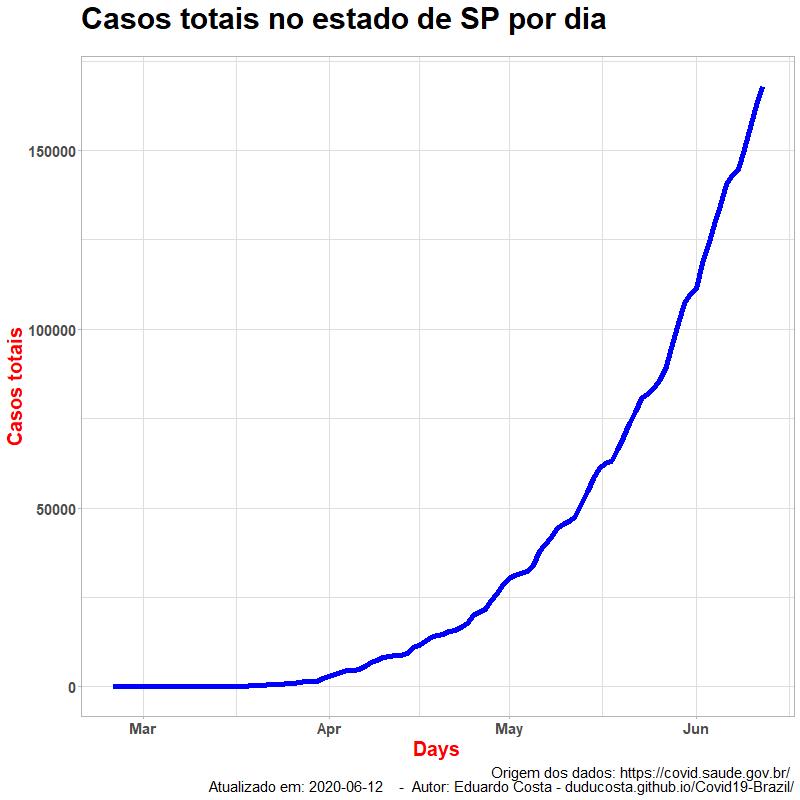 Casos totais no estado de SP por dia
Casos totais
150000
100000
50000
0
Mar Apr May Jun
Days
Origem dos dados: https://covid.saude.gov.br/
Atualizado em: 2020-06-12 - Autor: Eduardo Costa - duducosta.github.io/Covid19-Brazil/